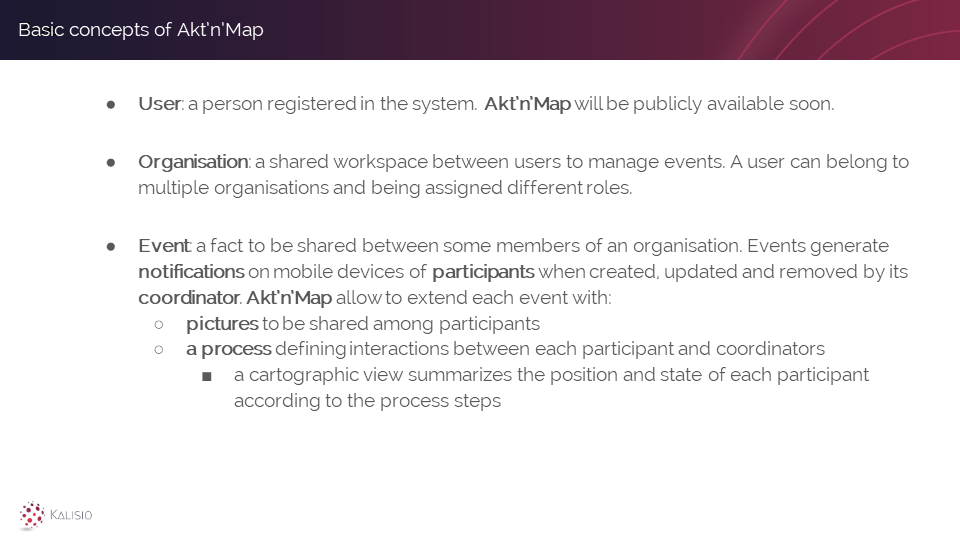 Basic concepts of Akt'n'Map
● User: a person registered in the system. Akt'n'Map will be publicly available soon.
● Organisation: a shared workspace between users to manage events. A user can belong to
multiple organisations and being assigned different roles.
● Event: a fact to be shared between some members of an organisation. Events generate
notifications on mobile devices of participants when created, updated and removed by its
coordinator. Akt'n'Map allow to extend each event with:
○ pictures to be shared among participants
○ a process defining interactions between each participant and coordinators
■ a cartographic view summarizes the position and state of each participant
according to the process steps
KALISIO